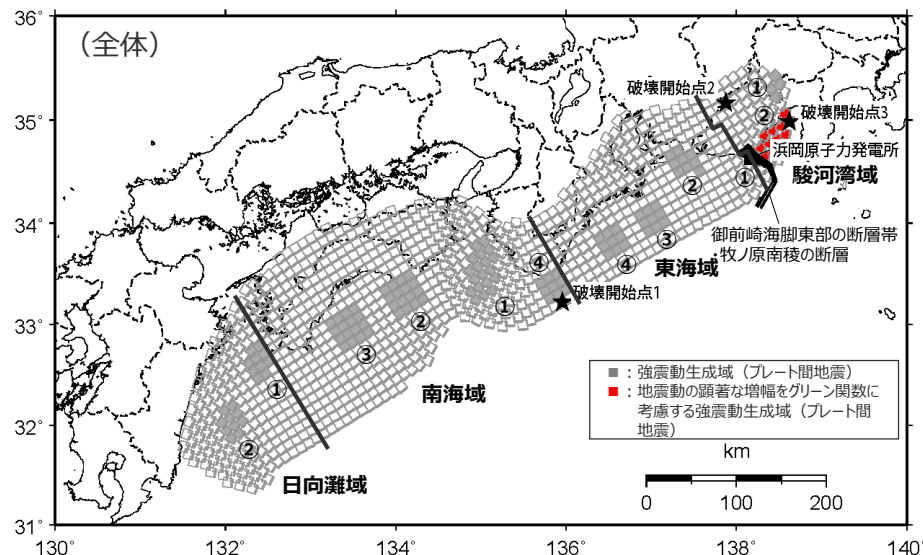 36°
35°
34°
33°
32°
31°
130°
132°
134°
136°
138°
140°
（全体）
破壊開始点2
①
②
破壊開始点3
浜岡原子力発電所
駿河湾域
①
②
③
④
④
東海域
御前崎海脚東部の断層帯
・牧ノ原南稜の断層
破壊開始点1
①
②
③
①
南海域
②
日向灘域
■：強震動生成域（プレート間地震）
■：地震動の顕著な増幅をグリーン関数に
考慮する強震動生成域（プレート間
地震）
km
0 100 200